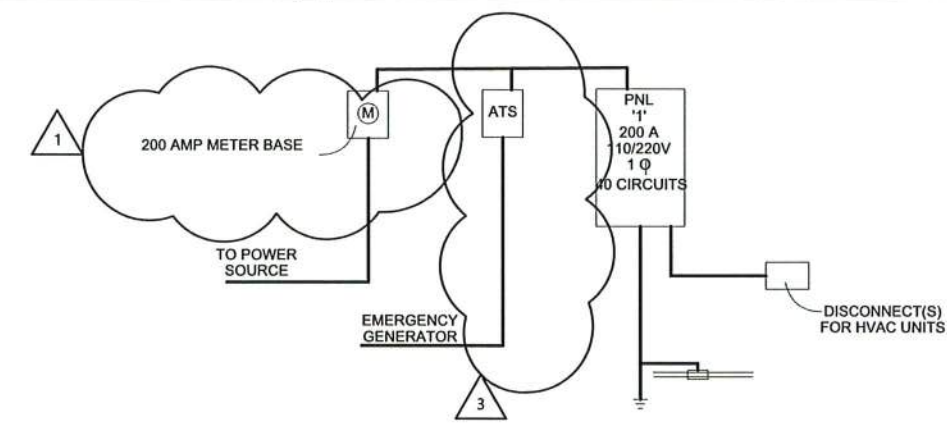 1
200 AMP METER BASE
M
TO POWER
SOURCE
ATS
EMERGENCY
GENERATOR
3
PNL
'1'
200 A
110/220V
1 Φ
40 CIRCUITS
DISCONNECT(S)
FOR HVAC UNITS